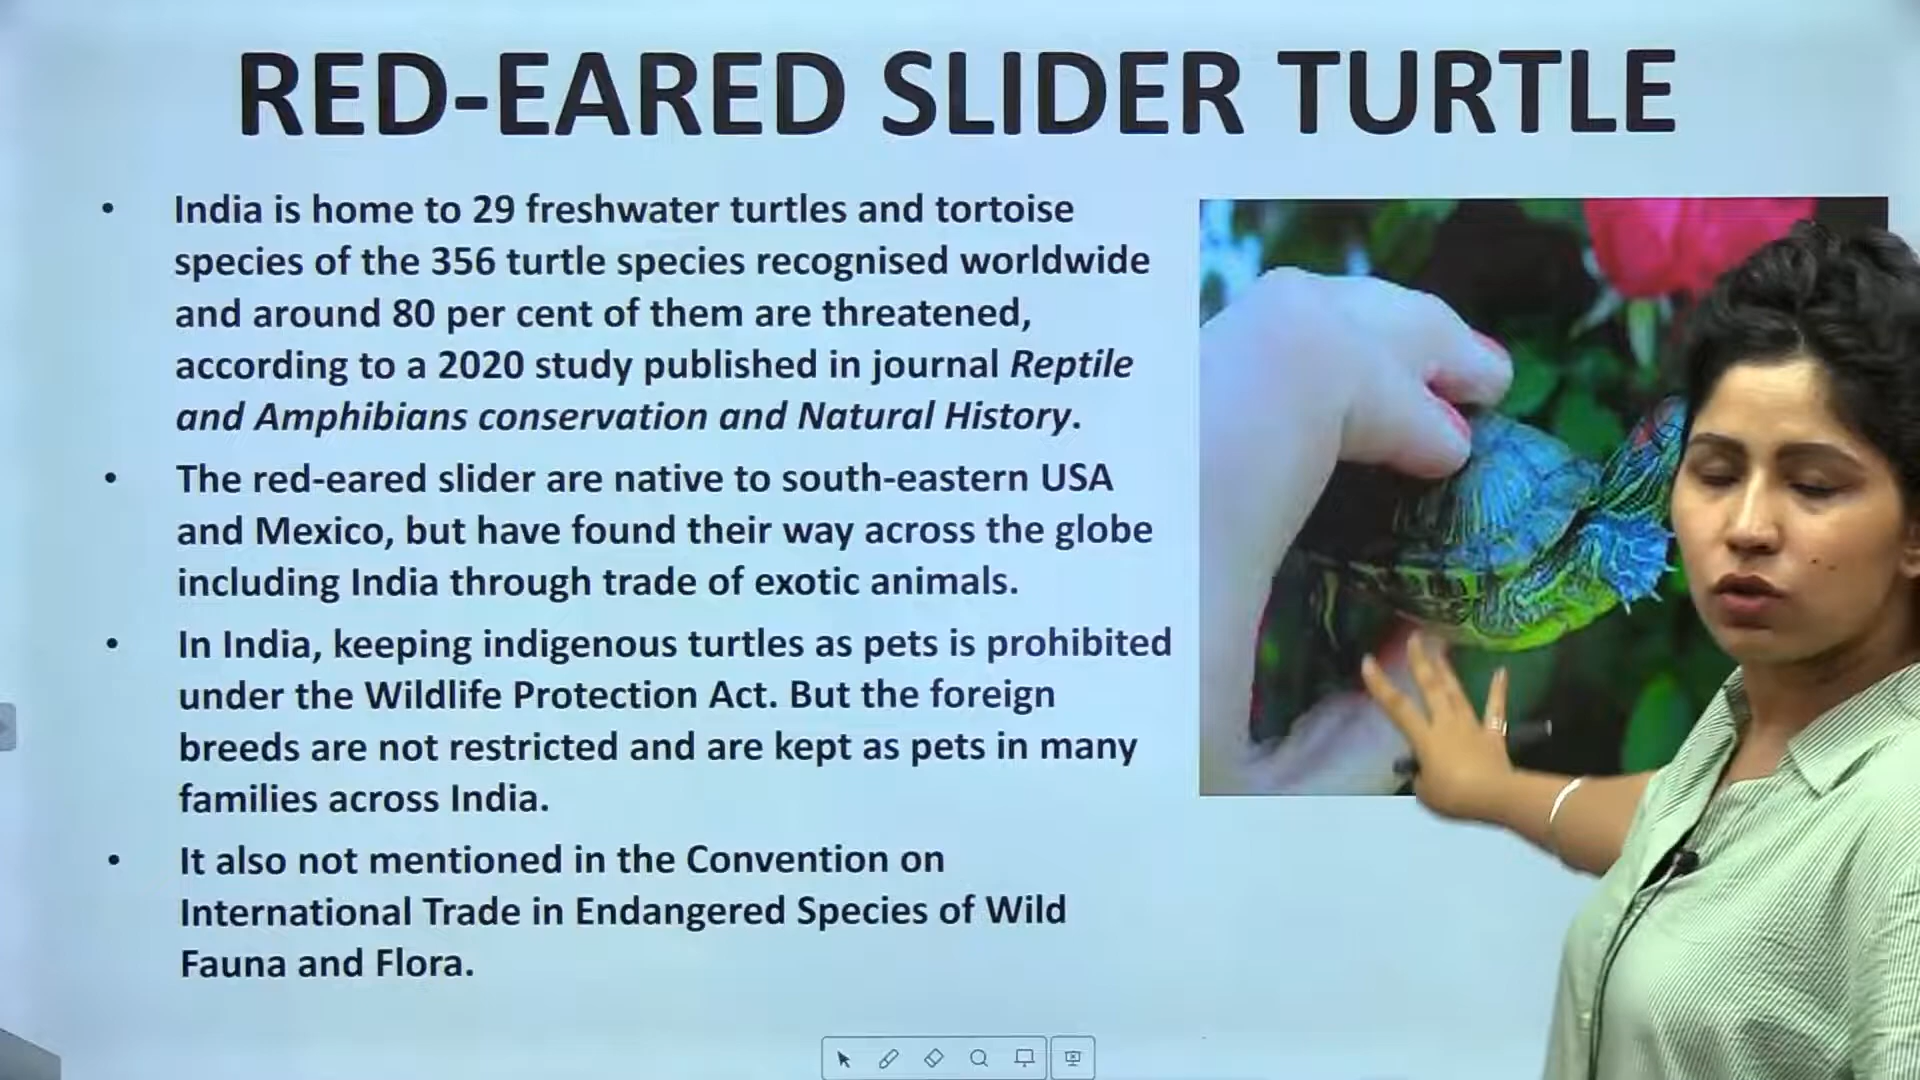 RED-EARED SLIDER TURTLE
• India is home to 29 freshwater turtles and tortoise
species of the 356 turtle species recognised worldwide
and around 80 per cent of them are threatened,
according to a 2020 study published in journal Reptile
and Amphibians conservation and Natural History.
• The red-eared slider are native to south-eastern USA
and Mexico, but have found their way across the globe
including India through trade of exotic animals.
• In India, keeping indigenous turtles as pets is prohibited
under the Wildlife Protection Act. But the foreign
breeds are not restricted and are kept as pets in many
families across India.
• It also not mentioned in the Convention on
International Trade in Endangered Species of Wild
Fauna and Flora.